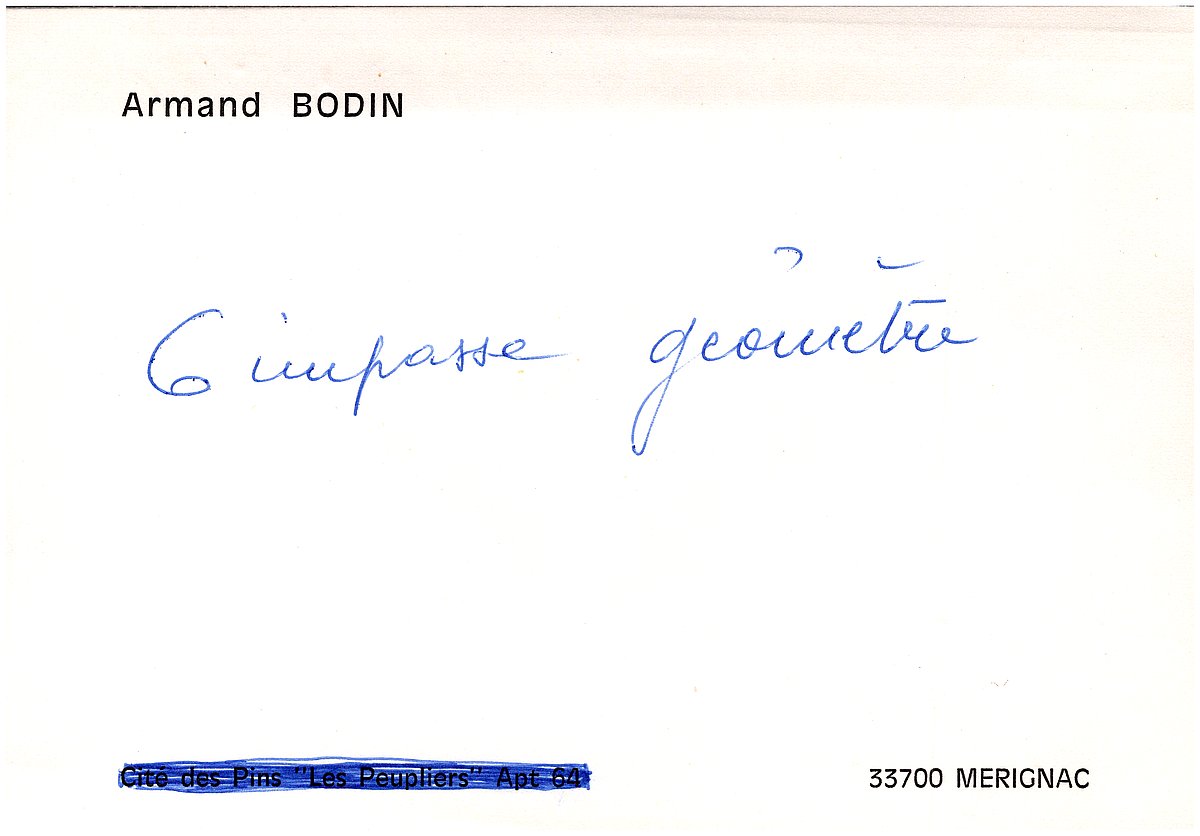 Armand BODIN
6 impasse géomètre
Cité des Pins "Les Peupliers" Apt 64 33700 MERIGNAC